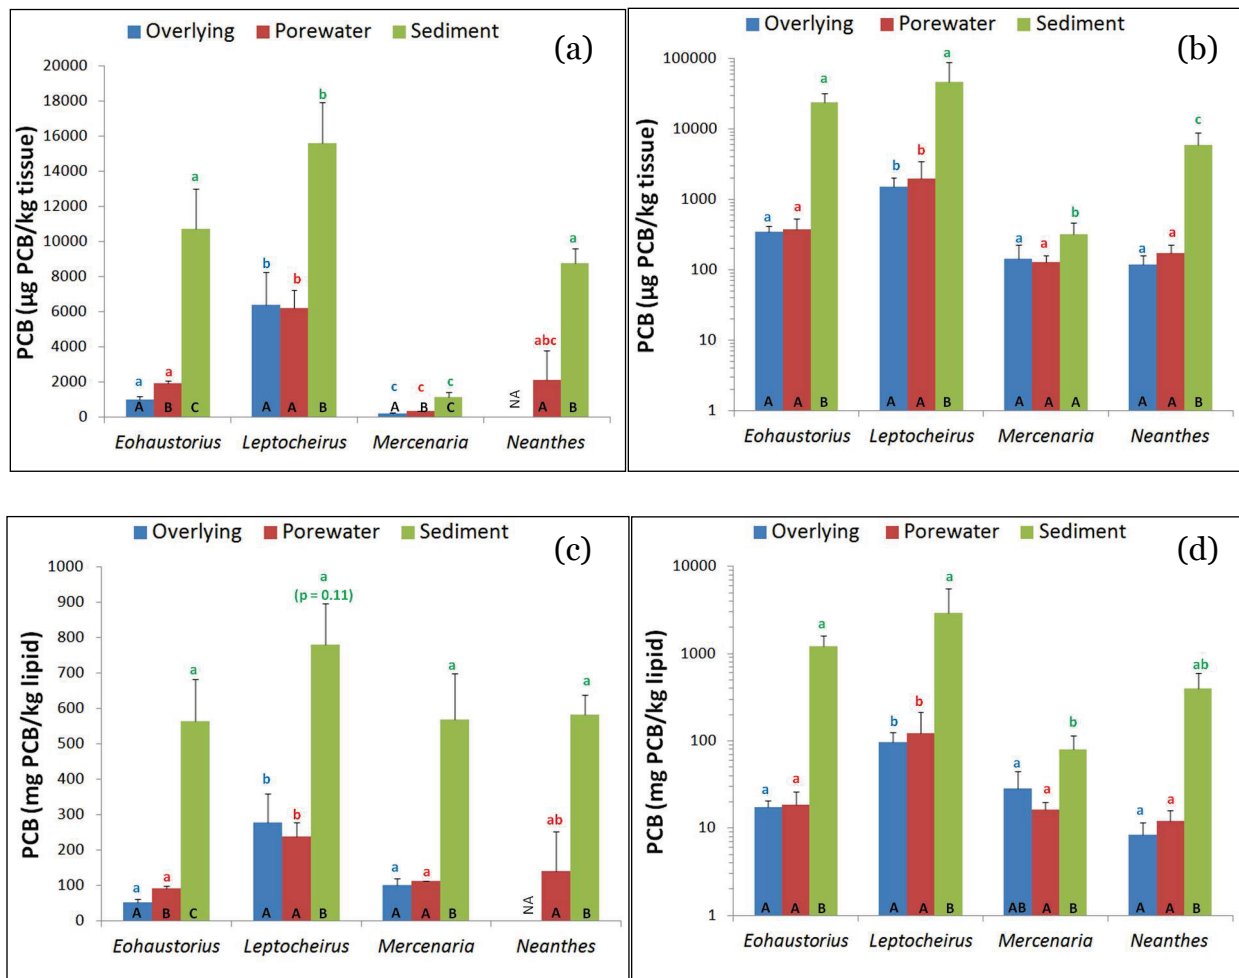 Overlying Porewater Sediment
(a)
PCB (µg PCB/kg tissue)
20000
18000
16000
14000
12000
10000
8000
6000
4000
2000
0
a a a
b b b
c c c
abc a
A B C
A A B
A B C
NA A B
Eohaustorius Leptocheirus Mercenaria Neanthes
Overlying Porewater Sediment
(b)
PCB (µg PCB/kg tissue)
100000
10000
1000
100
10
1
a a a
b b a
a a b
a a c
A A B
A A B
A A A
A A B
Eohaustorius Leptocheirus Mercenaria Neanthes
Overlying Porewater Sediment
(c)
PCB (mg PCB/kg lipid)
1000
900
800
700
600
500
400
300
200
100
0
a a a
b b a
(p = 0.11)
a a a
ab a
A B C
A A B
A A B
NA A B
Eohaustorius Leptocheirus Mercenaria Neanthes
Overlying Porewater Sediment
(d)
PCB (mg PCB/kg lipid)
10000
1000
100
10
1
a a a
b b a
a a b
a a ab
A A B
A A B
AB A B
A A B
Eohaustorius Leptocheirus Mercenaria Neanthes